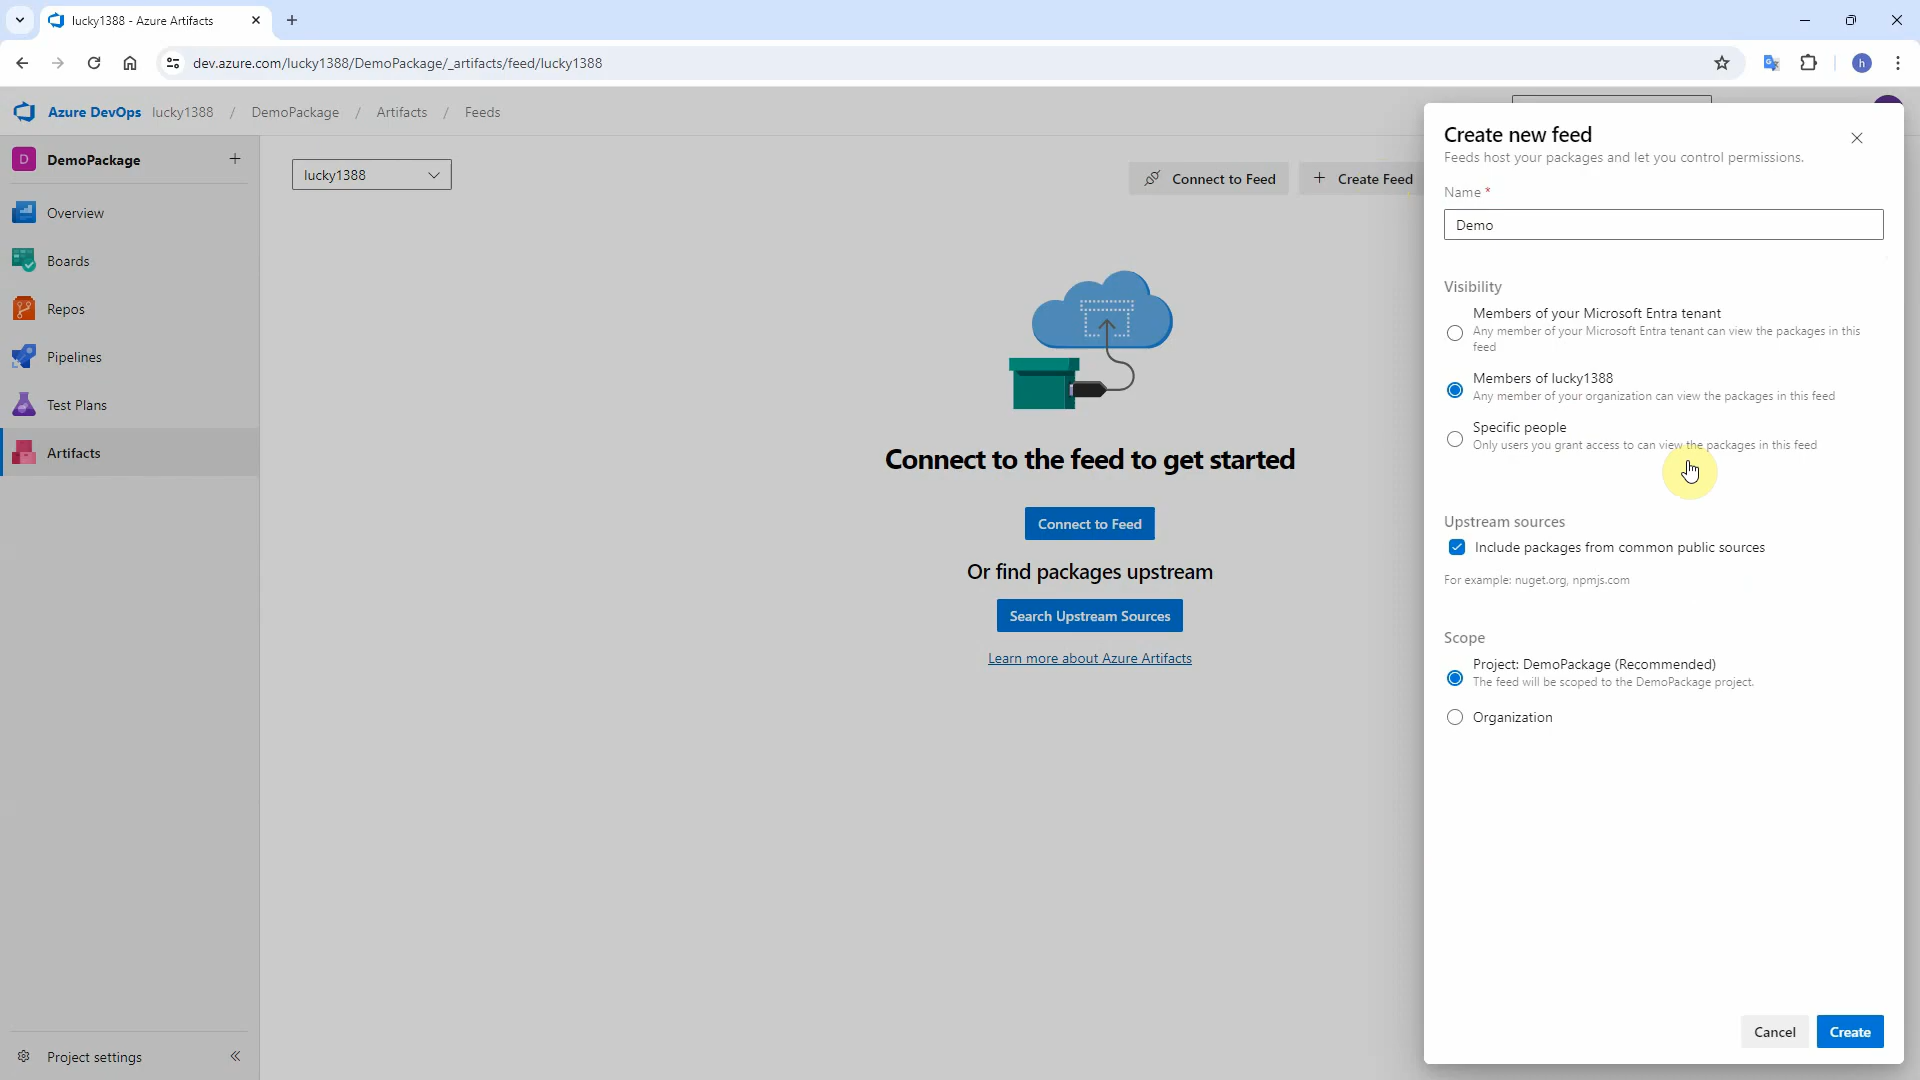 lucky1388 - Azure Artifacts
dev.azure.com/lucky1388/DemoPackage/_artifacts/feed/lucky1388
h
Azure DevOps lucky1388 / DemoPackage / Artifacts / Feeds
D DemoPackage
Overview
Boards
Repos
Pipelines
Test Plans
Artifacts
Project settings
lucky1388
Connect to Feed
Create Feed
Connect to the feed to get started
Connect to Feed
Or find packages upstream
Search Upstream Sources
Learn more about Azure Artifacts
Create new feed
Feeds host your packages and let you control permissions.
Name *
Demo
Visibility
Members of your Microsoft Entra tenant
Any member of your Microsoft Entra tenant can view the packages in this
feed
Members of lucky1388
Any member of your organization can view the packages in this feed
Specific people
Only users you grant access to can view the packages in this feed
Upstream sources
Include packages from common public sources
For example: nuget.org, npmjs.com
Scope
Project: DemoPackage (Recommended)
The feed will be scoped to the DemoPackage project.
Organization
Cancel
Create